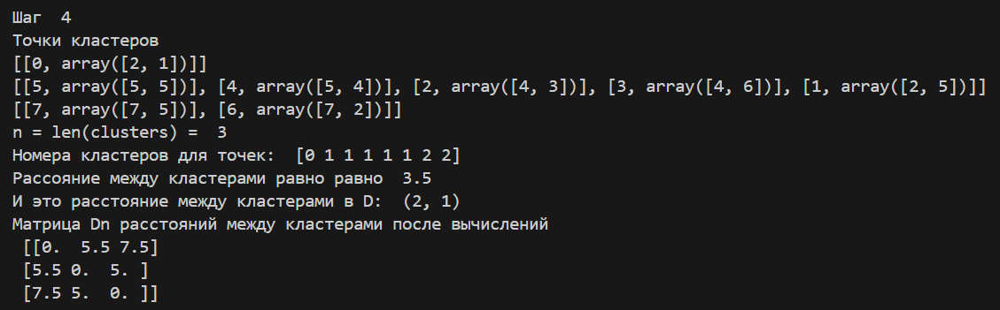 Шаг  4
Точки кластеров
[[0, array([2, 1])]]
[[5, array([5, 5])], [4, array([5, 4])], [2, array([4, 3])], [3, array([4, 6])], [1, array([2, 5])]]
[[7, array([7, 5])], [6, array([7, 2])]]
n = len(clusters) =  3
Номера кластеров для точек:  [0 1 1 1 1 1 2 2]
Рассояние между кластерами равно равно  3.5
И это расстояние между кластерами в D:  (2, 1)
Матрица Dn расстояний между кластерами после вычислений
 [[0.  5.5 7.5]
 [5.5 0.  5. ]
 [7.5 5.  0. ]]